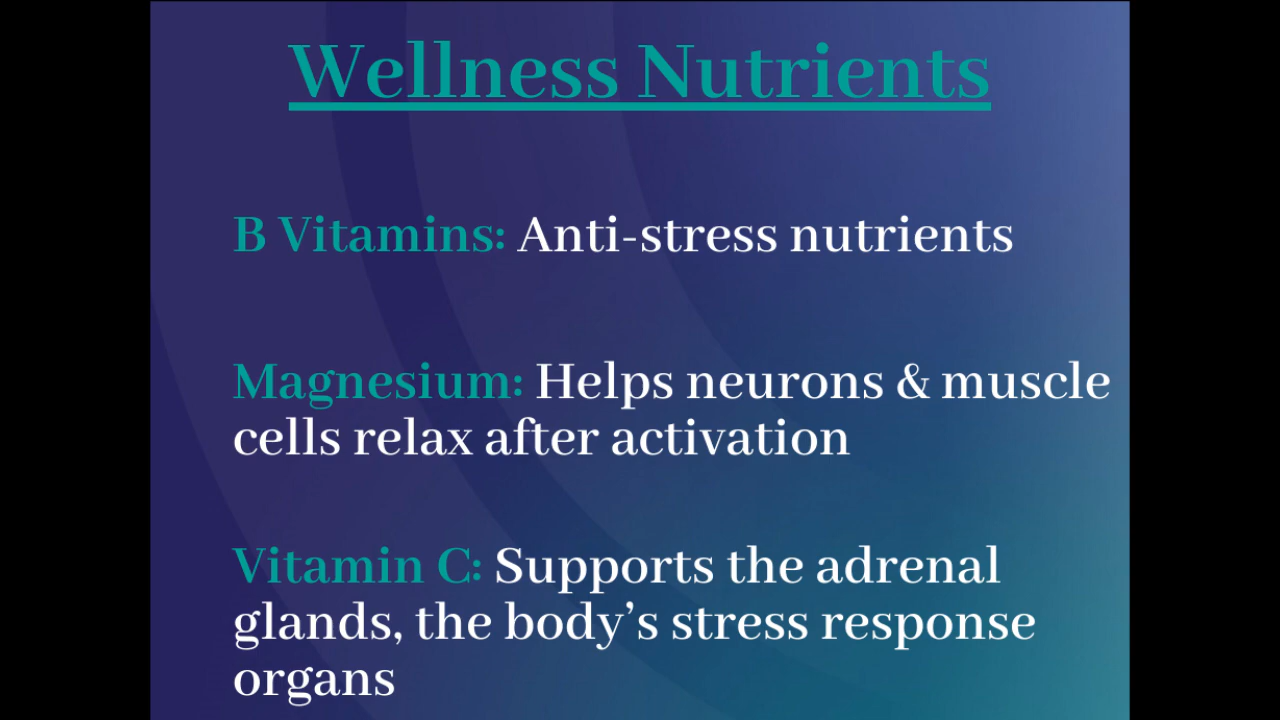 Wellness Nutrients
B Vitamins: Anti-stress nutrients
Magnesium: Helps neurons & muscle
cells relax after activation
Vitamin C: Supports the adrenal
glands, the body’s stress response
organs